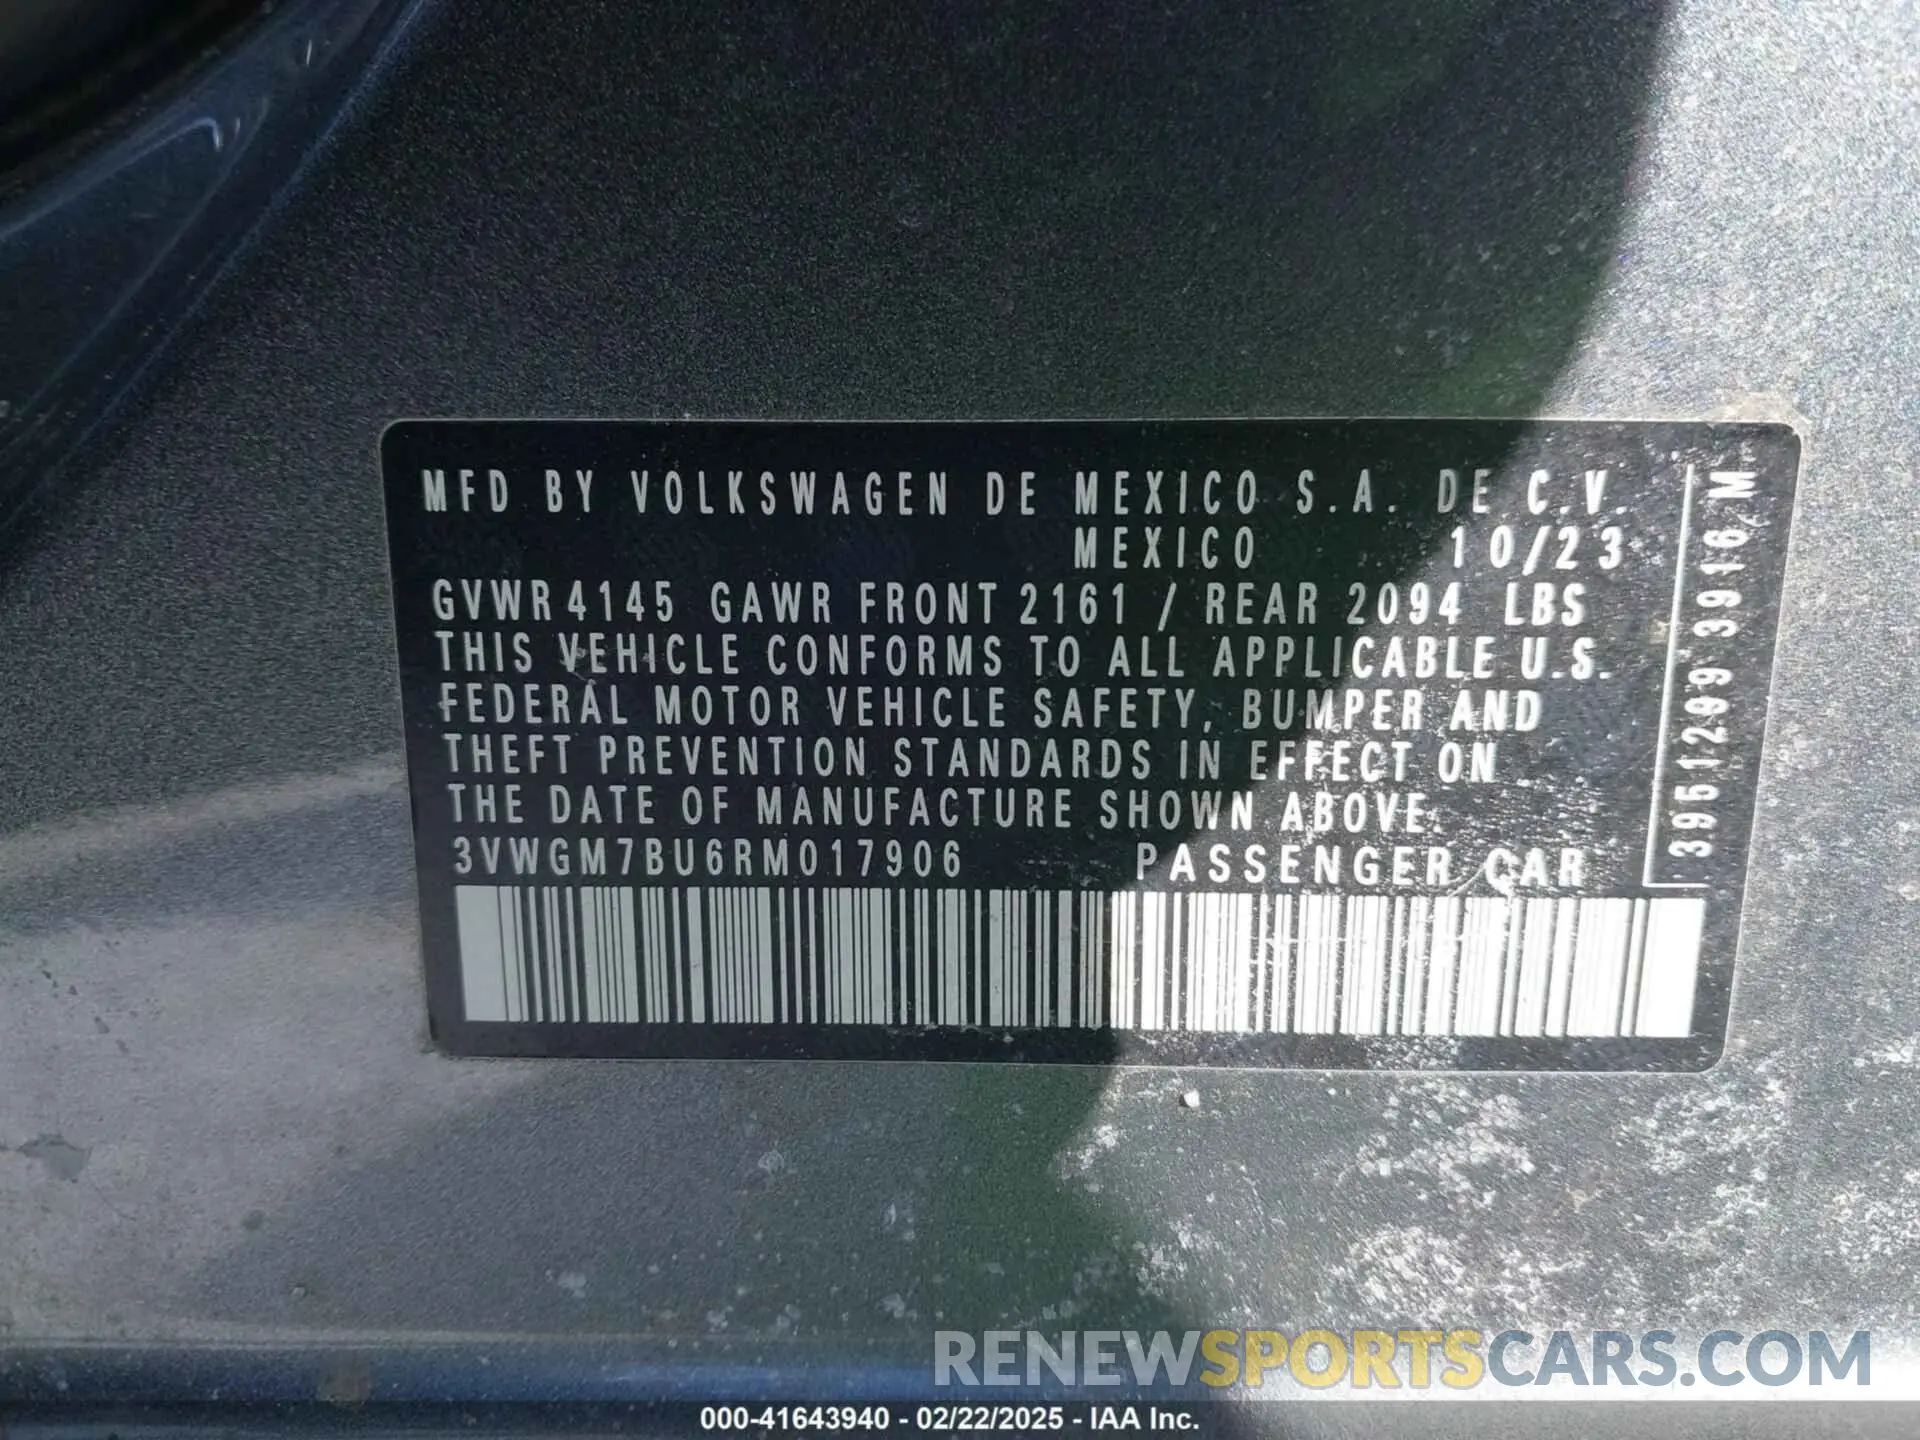 MFD BY VOLKSWAGEN DE MEXICO S.A. DE C.V.
MEXICO 10/23
GVWR 4145 GAWR FRONT 2161 / REAR 2094 LBS
THIS VEHICLE CONFORMS TO ALL APPLICABLE U.S.
FEDERAL MOTOR VEHICLE SAFETY, BUMPER AND
THEFT PREVENTION STANDARDS IN EFFECT ON
THE DATE OF MANUFACTURE SHOWN ABOVE.
3VWGM7BU6RM017906 PASSENGER CAR
3951299 3916 M
RENEWSPORTSCARS.COM
000-41643940 - 02/22/2025 - IAA Inc.